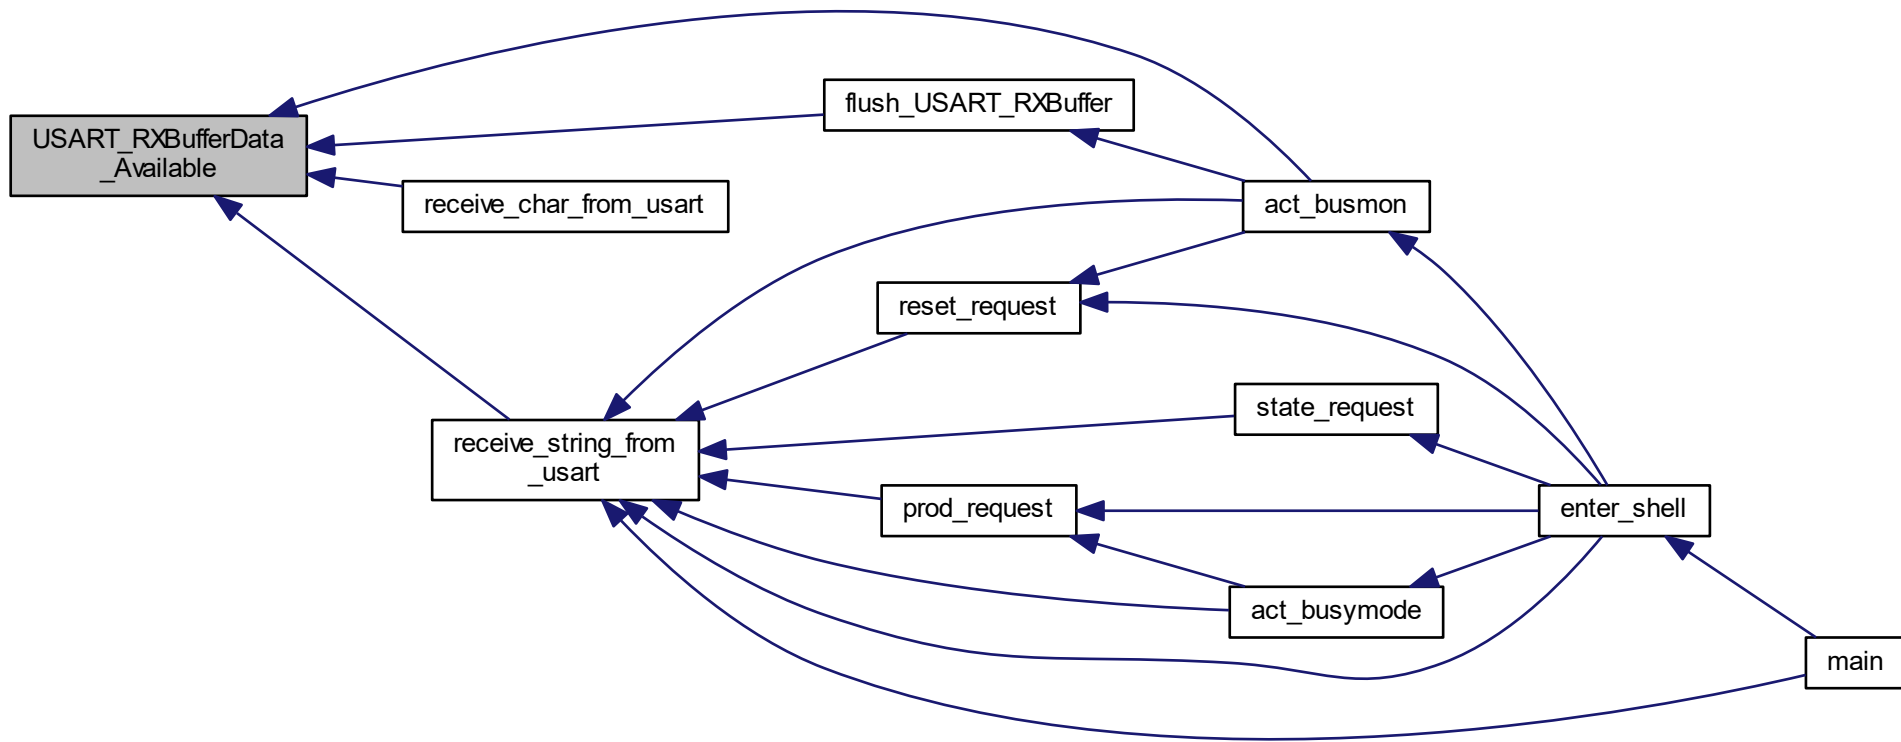 flush_USART_RXBuffer
USART_RXBufferData
_Available
receive_char_from_usart
act_busmon
reset_request
state_request
receive_string_from
_usart
prod_request
enter_shell
act_busymode
main